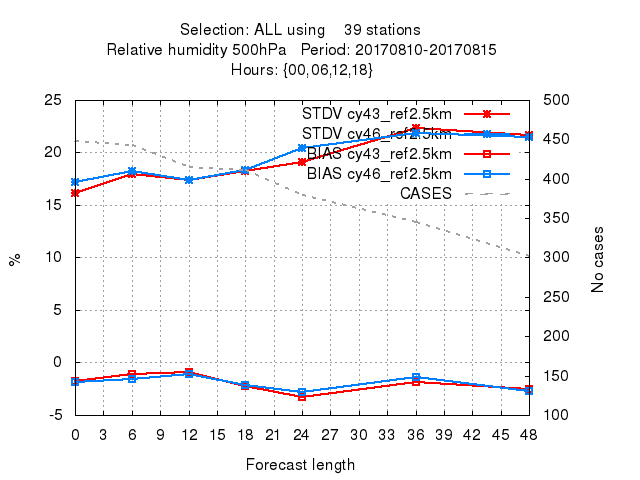 Selection: ALL using 39 stations
Relative humidity 500hPa Period: 20170810-20170815
Hours: {00,06,12,18}
25 500
STDV cy43_ref2.5km
STDV cy46_ref2.5km
450
20
BIAS cy43_ref2.5km
BIAS cy46_ref2.5km
400
CASES
15
350
10 300
%
No cases
250
5
200
0
150
-5 100
0 3 6 9 12 15 18 21 24 27 30 33 36 39 42 45 48
Forecast length